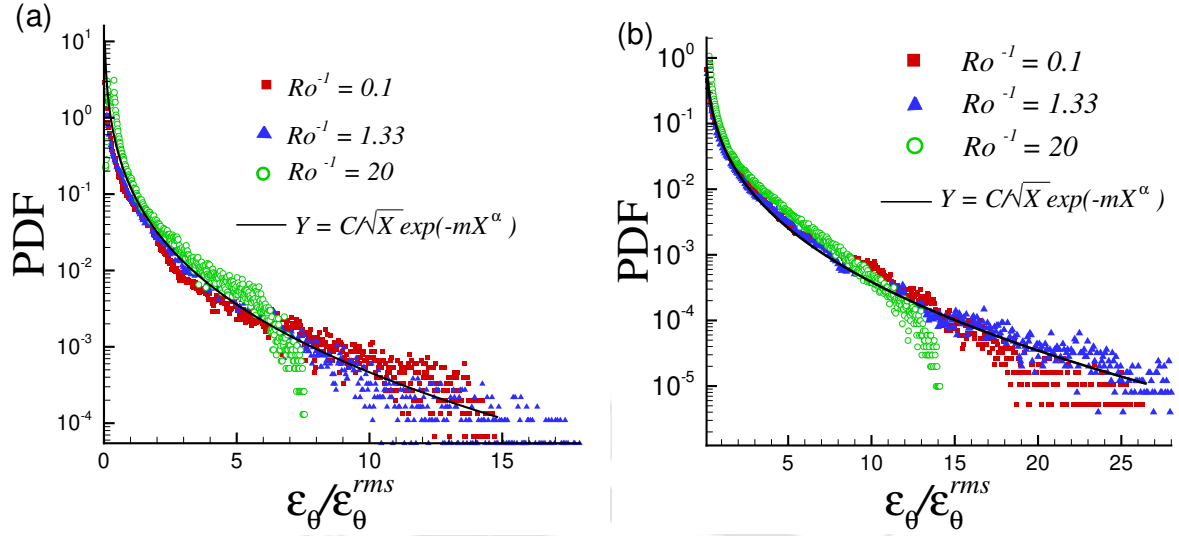 (a)
10¹
10⁰
10⁻¹
10⁻²
10⁻³
10⁻⁴
PDF
Ro⁻¹ = 0.1
Ro⁻¹ = 1.33
Ro⁻¹ = 20
Y = C/√X exp(-mX^α)
0 5 10 15
ε_θ/ε_θ^rms
(b)
10⁰
10⁻¹
10⁻²
10⁻³
10⁻⁴
10⁻⁵
PDF
Ro⁻¹ = 0.1
Ro⁻¹ = 1.33
Ro⁻¹ = 20
Y = C/√X exp(-mX^α)
5 10 15 20 25
ε_θ/ε_θ^rms